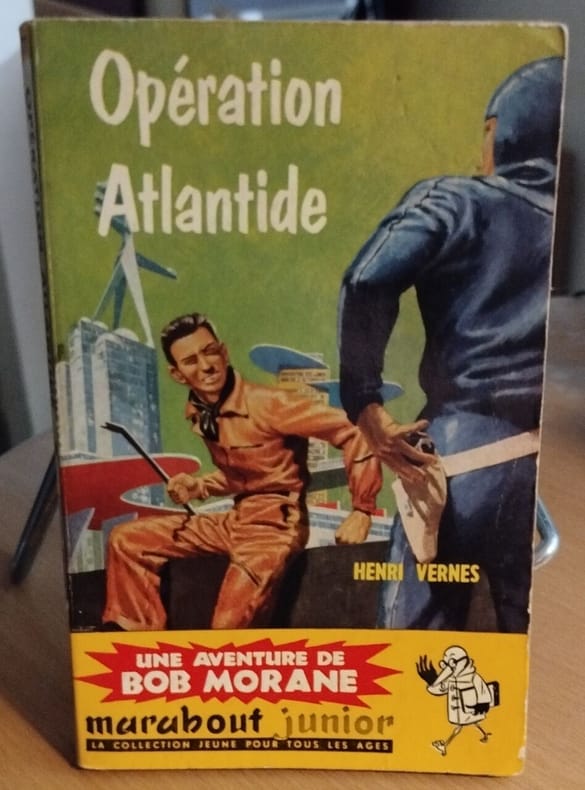 Opération
Atlantide
HENRI VERNES
UNE AVENTURE DE
BOB MORANE
marabout junior
LA COLLECTION JEUNE POUR TOUS LES AGES